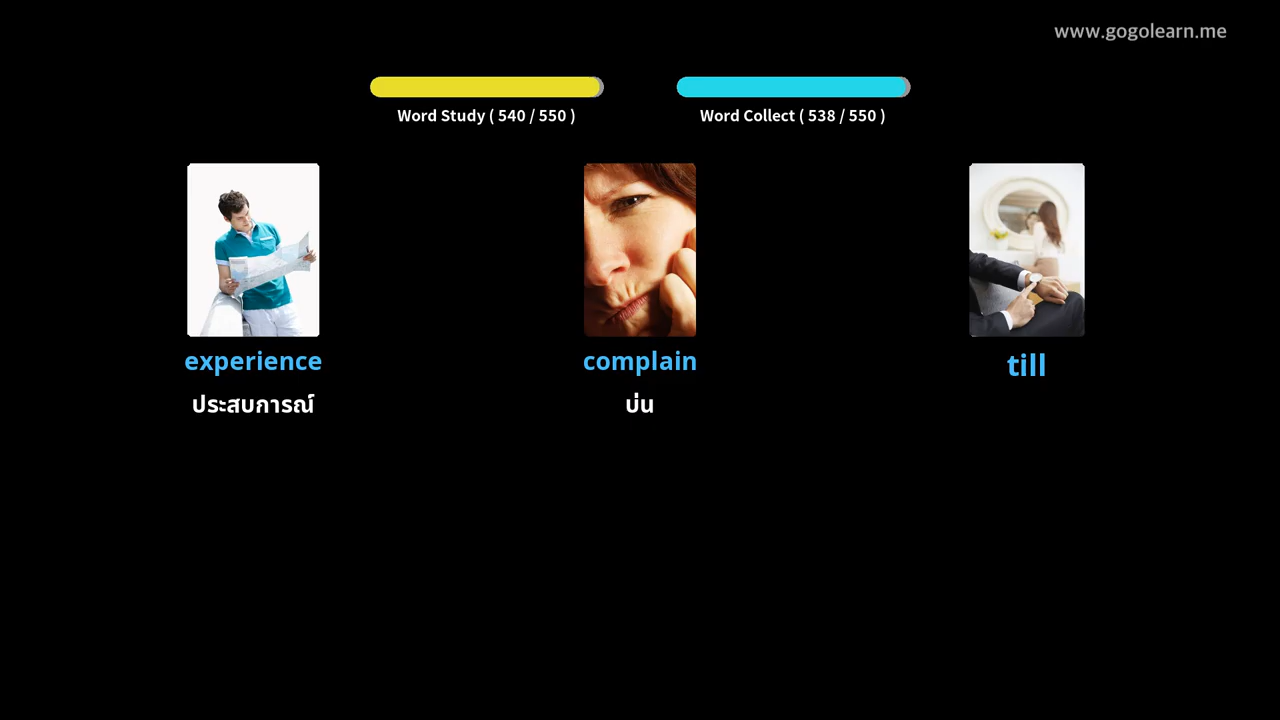 www.gogolearn.me
Word Study ( 540 / 550 )
Word Collect ( 538 / 550 )
experience
complain
till
ประสบการณ์
บ่น